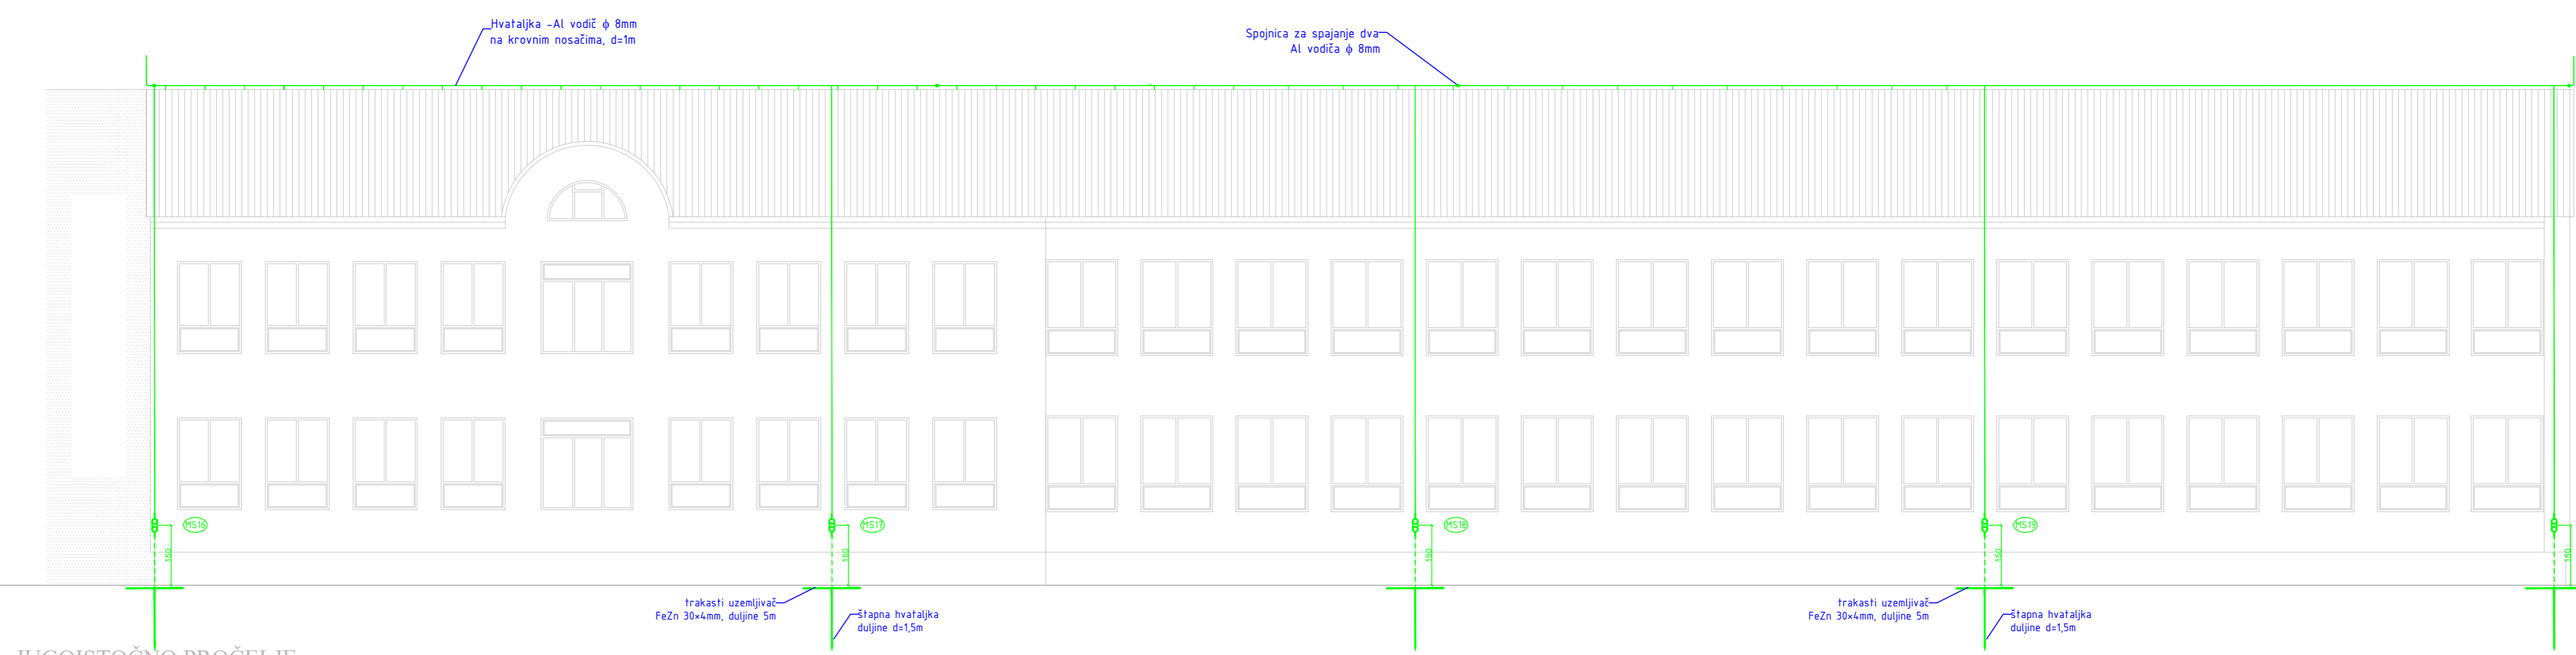 Hvataljka -Al vodič ϕ 8mm
na krovnim nosačima, d=1m
Spojnica za spajanje dva
Al vodiča ϕ 8mm
MS16
MS17
MS18
MS19
150
150
150
150
150
trakasti uzemljivač
FeZn 30×4mm, duljine 5m
štapna hvataljka
duljine d=1,5m
trakasti uzemljivač
FeZn 30×4mm, duljine 5m
štapna hvataljka
duljine d=1,5m
JUGOISTOČNO PROČELJE